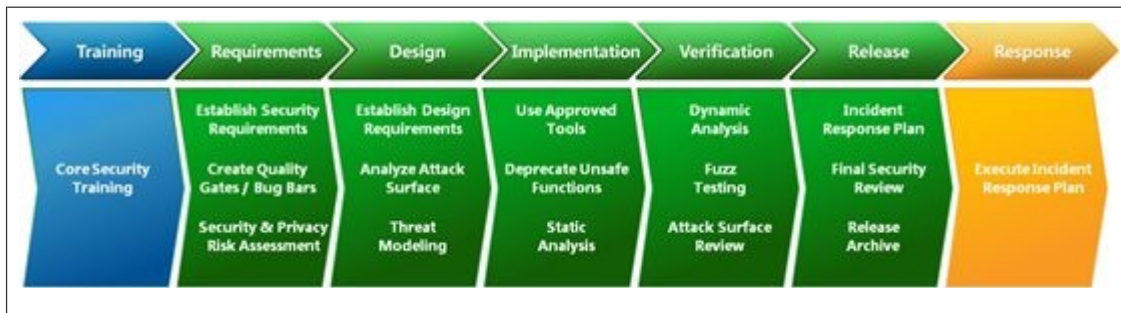 Training
Requirements
Design
Implementation
Verification
Release
Response
Core Security
Training
Establish Security
Requirements
Create Quality
Gates / Bug Bars
Security & Privacy
Risk Assessment
Establish Design
Requirements
Analyze Attack
Surface
Threat
Modeling
Use Approved
Tools
Deprecate Unsafe
Functions
Static
Analysis
Dynamic
Analysis
Fuzz
Testing
Attack Surface
Review
Incident
Response Plan
Final Security
Review
Release
Archive
Execute Incident
Response Plan